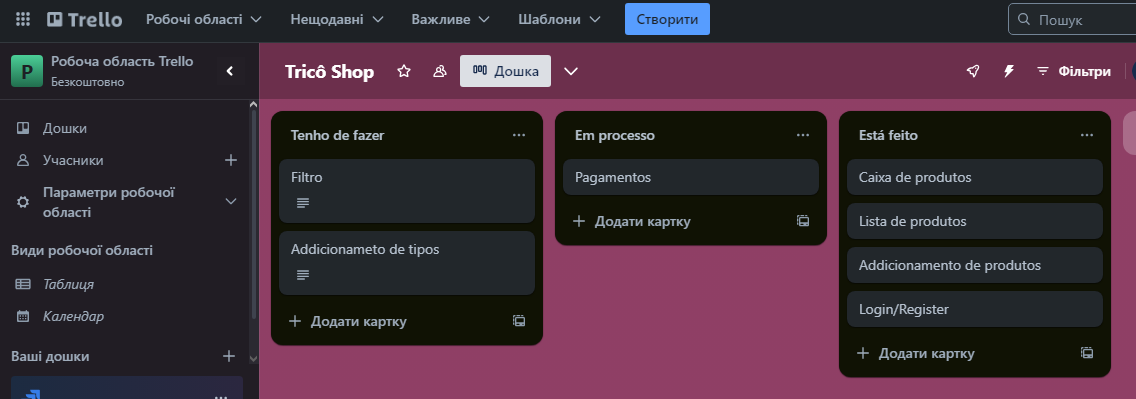 Trello
Робочі області
Нещодавні
Важливе
Шаблони
Створити
Пошук
P
Робоча область Trello
Безкоштовно
Tricô Shop
Дошка
Фільтри
Дошки
Учасники
Параметри робочої
області
Види робочої області
Таблиця
Календар
Ваші дошки
Tenho de fazer
Filtro
Addicionameto de tipos
Додати картку
Em processo
Pagamentos
Додати картку
Está feito
Caixa de produtos
Lista de produtos
Addicionamento de produtos
Login/Register
Додати картку